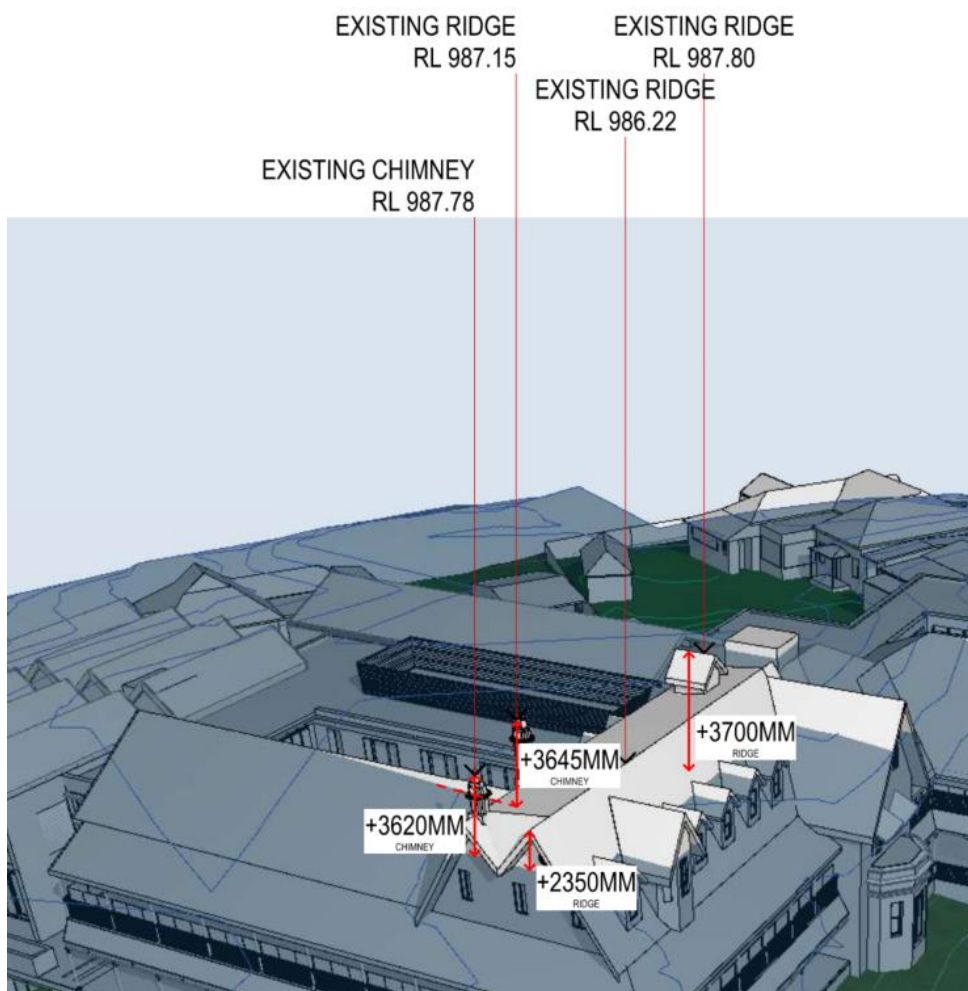 EXISTING RIDGE
RL 987.15
EXISTING RIDGE
RL 987.80
EXISTING RIDGE
RL 986.22
EXISTING CHIMNEY
RL 987.78
+3700MM
RIDGE
+3645MM
CHIMNEY
+3620MM
CHIMNEY
+2350MM
RIDGE